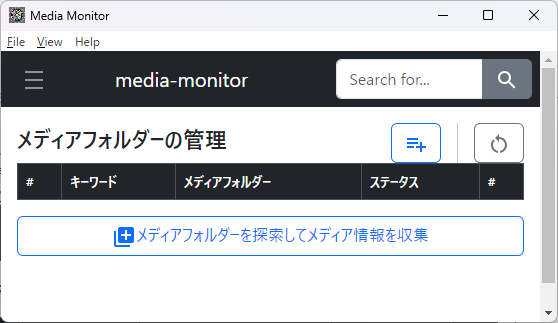 Media Monitor
File View Help
media-monitor Search for...
メディアフォルダーの管理
# キーワード メディアフォルダー ステータス #
メディアフォルダーを探索してメディア情報を収集